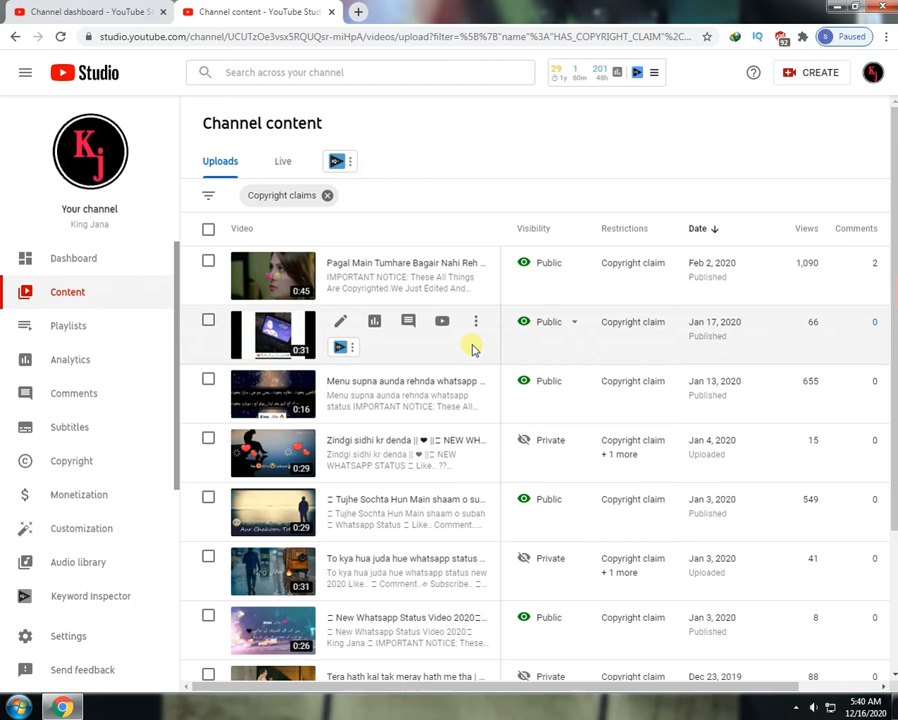 Channel dashboard - YouTube St
Channel content - YouTube Studi
studio.youtube.com/channel/UCUTzOe3vsx5RQUQsr-miHpA/videos/upload?filter=%5B%7B"name"%3A"HAS_COPYRIGHT_CLAIM"%2C...
92
S
Paused
Studio
Search across your channel
29 1 201
1y 60m 48h
CREATE
Kj
Channel content
Uploads
Live
Copyright claims
Your channel
King Jana
Dashboard
Content
Playlists
Analytics
Comments
Subtitles
Copyright
Monetization
Customization
Audio library
Keyword Inspector
Settings
Send feedback
Video
Visibility
Restrictions
Date
Views
Comments
0:45
Pagal Main Tumhare Bagair Nahi Reh ...
IMPORTANT NOTICE: These All Things
Are Copyrighted.We Just Edited And...
Public
Copyright claim
Feb 2, 2020
Published
1,090
2
0:31
Public
Copyright claim
Jan 17, 2020
Published
66
0
0:16
Menu supna aunda rehnda whatsapp ...
Menu supna aunda rehnda whatsapp
status IMPORTANT NOTICE: These All...
Public
Copyright claim
Jan 13, 2020
Published
655
0
0:29
Zindgi sidhi kr denda || ❤ ||ㄷ NEW WH...
Zindgi sidhi kr denda || ❤ ||ㄷ NEW
WHATSAPP STATUS ㄷ Like.. ??...
Private
Copyright claim
+ 1 more
Jan 4, 2020
Uploaded
15
0
0:29
ㄷ Tujhe Sochta Hun Main shaam o su...
ㄷ Tujhe Sochta Hun Main shaam o subah
ㄷ Whatsapp Status ㄷ Like.. Comment....
Public
Copyright claim
Jan 3, 2020
Published
549
0
0:31
To kya hua juda hue whatsapp status ...
To kya hua juda hue whatsapp status new
2020 Like.. ㄷ Comment.. Subscribe.. ㄷ...
Private
Copyright claim
+ 1 more
Jan 3, 2020
Uploaded
41
0
0:26
ㄷ New Whatsapp Status Video 2020ㄷ...
ㄷ New Whatsapp Status Video 2020ㄷ
King Jana ㄷ IMPORTANT NOTICE: These...
Public
Copyright claim
Jan 3, 2020
Published
8
0
Tera hath kal tak meray hath me tha |...
Private
Copyright claim
Dec 23, 2019
88
0
5:40 AM
12/16/2020